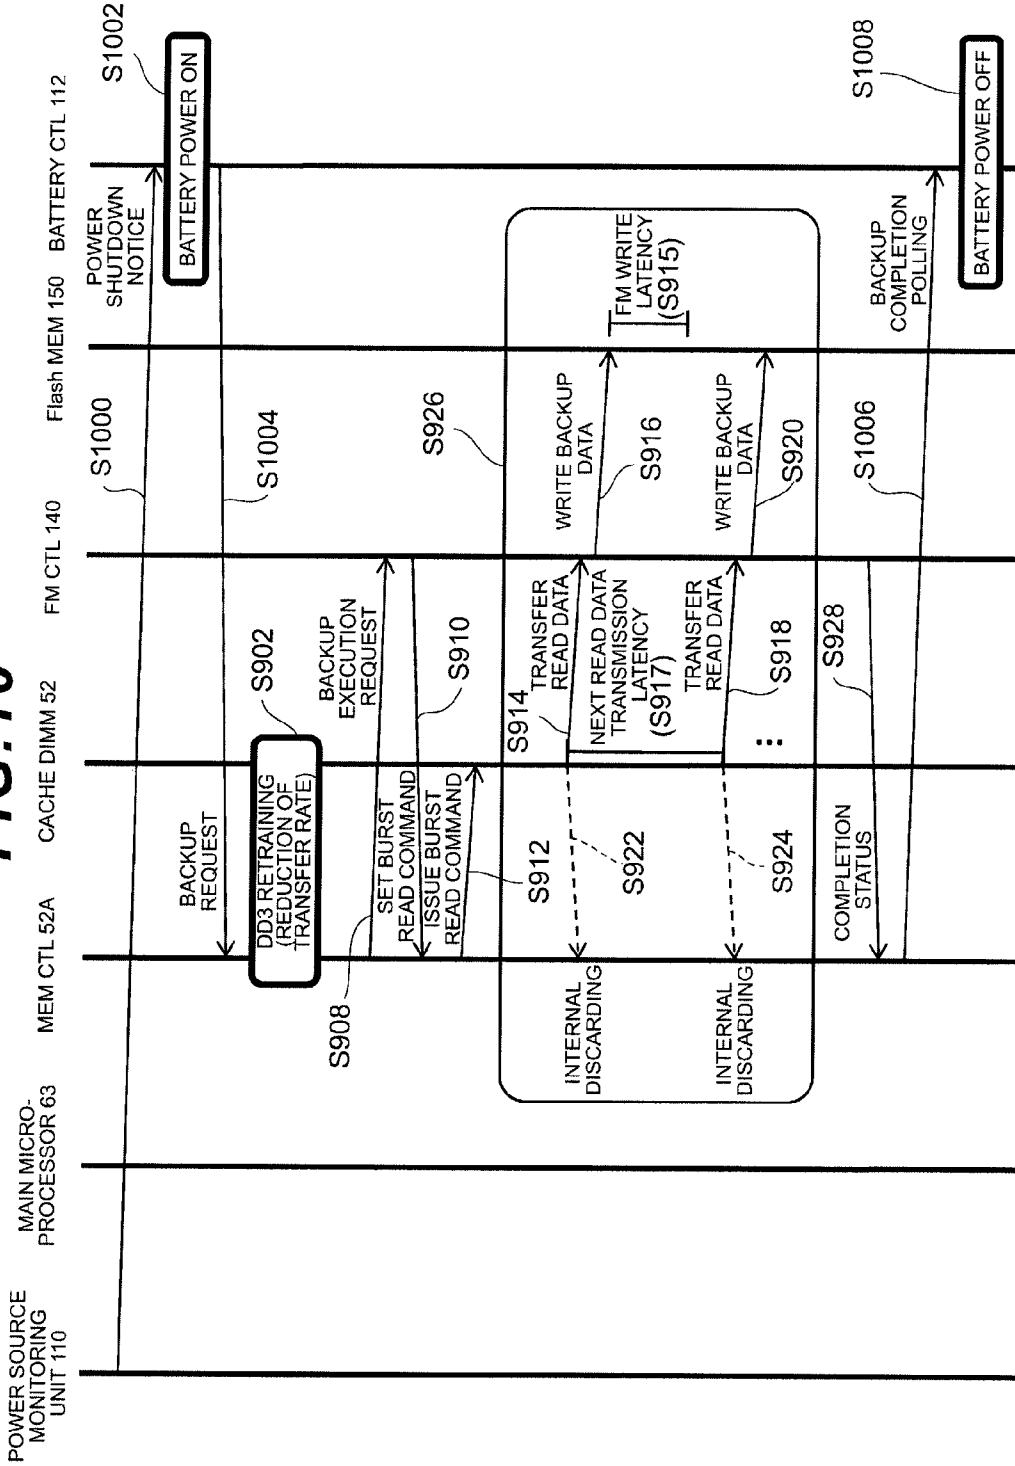 FIG.10
POWER SOURCE
MONITORING
UNIT 110
MAIN MICRO-
PROCESSOR 63
MEM CTL 52A
CACHE DIMM 52
FM CTL 140
Flash MEM 150
BATTERY CTL 112
S1000
POWER
SHUTDOWN
NOTICE
S1002
BATTERY POWER ON
BACKUP
REQUEST
S1004
DD3 RETRAINING
(REDUCTION OF
TRANSFER RATE)
S902
S908
BACKUP
EXECUTION
REQUEST
SET BURST
READ COMMAND
S910
ISSUE BURST
READ COMMAND
S912
S926
S914
TRANSFER
READ DATA
WRITE BACKUP
DATA
S916
FM WRITE
LATENCY
(S915)
INTERNAL
DISCARDING
S922
NEXT READ DATA
TRANSMISSION
LATENCY
(S917)
TRANSFER
READ DATA
S918
WRITE BACKUP
DATA
S920
INTERNAL
DISCARDING
S924
COMPLETION
STATUS
S928
S1006
BACKUP
COMPLETION
POLLING
S1008
BATTERY POWER OFF